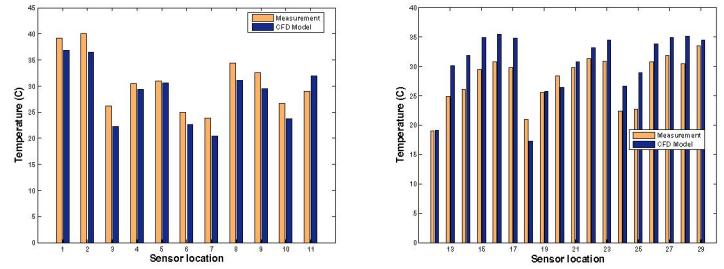 45
40
35
30
25
20
15
10
5
0
Temperature (C)
Measurement
CFD Model
1 2 3 4 5 6 7 8 9 10 11
Sensor location
40
35
30
25
20
15
10
5
0
Temperature (C)
Measurement
CFD Model
13 15 17 19 21 23 25 27 29
Sensor location